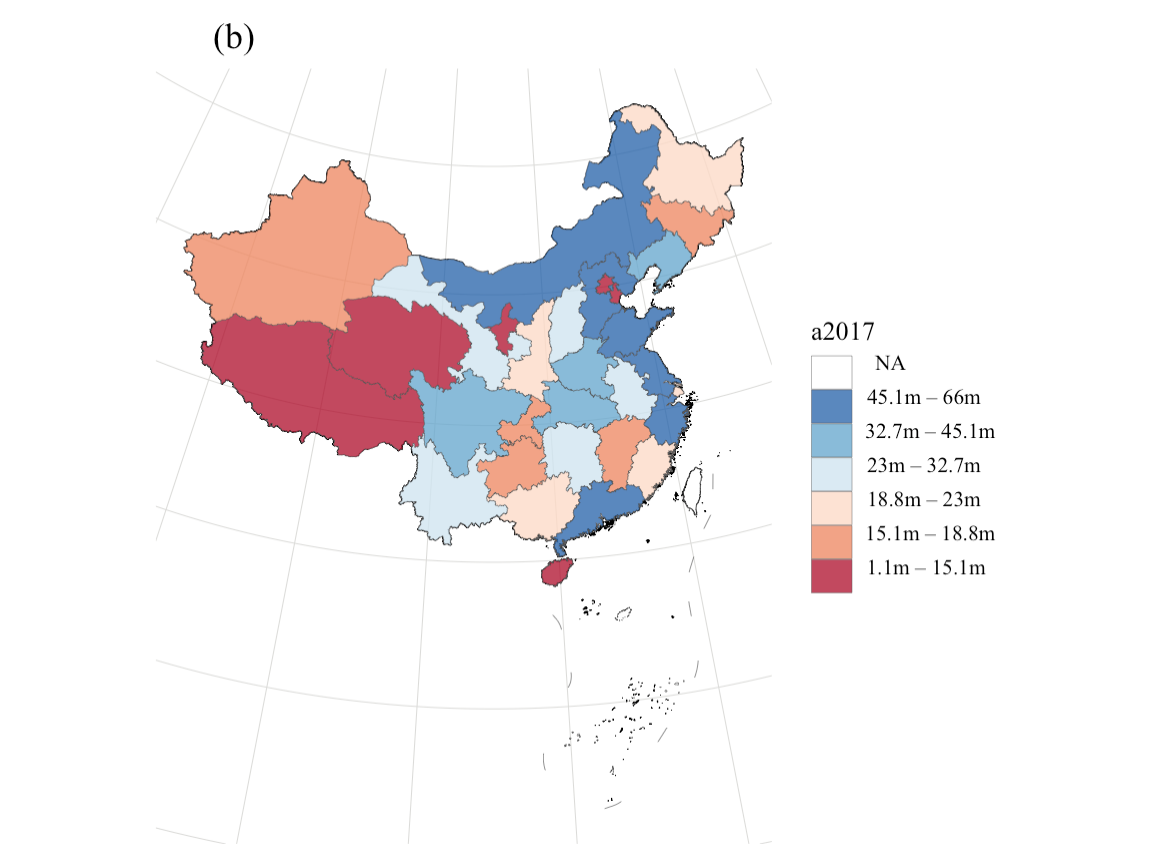 (b)
a2017
NA
45.1m – 66m
32.7m – 45.1m
23m – 32.7m
18.8m – 23m
15.1m – 18.8m
1.1m – 15.1m